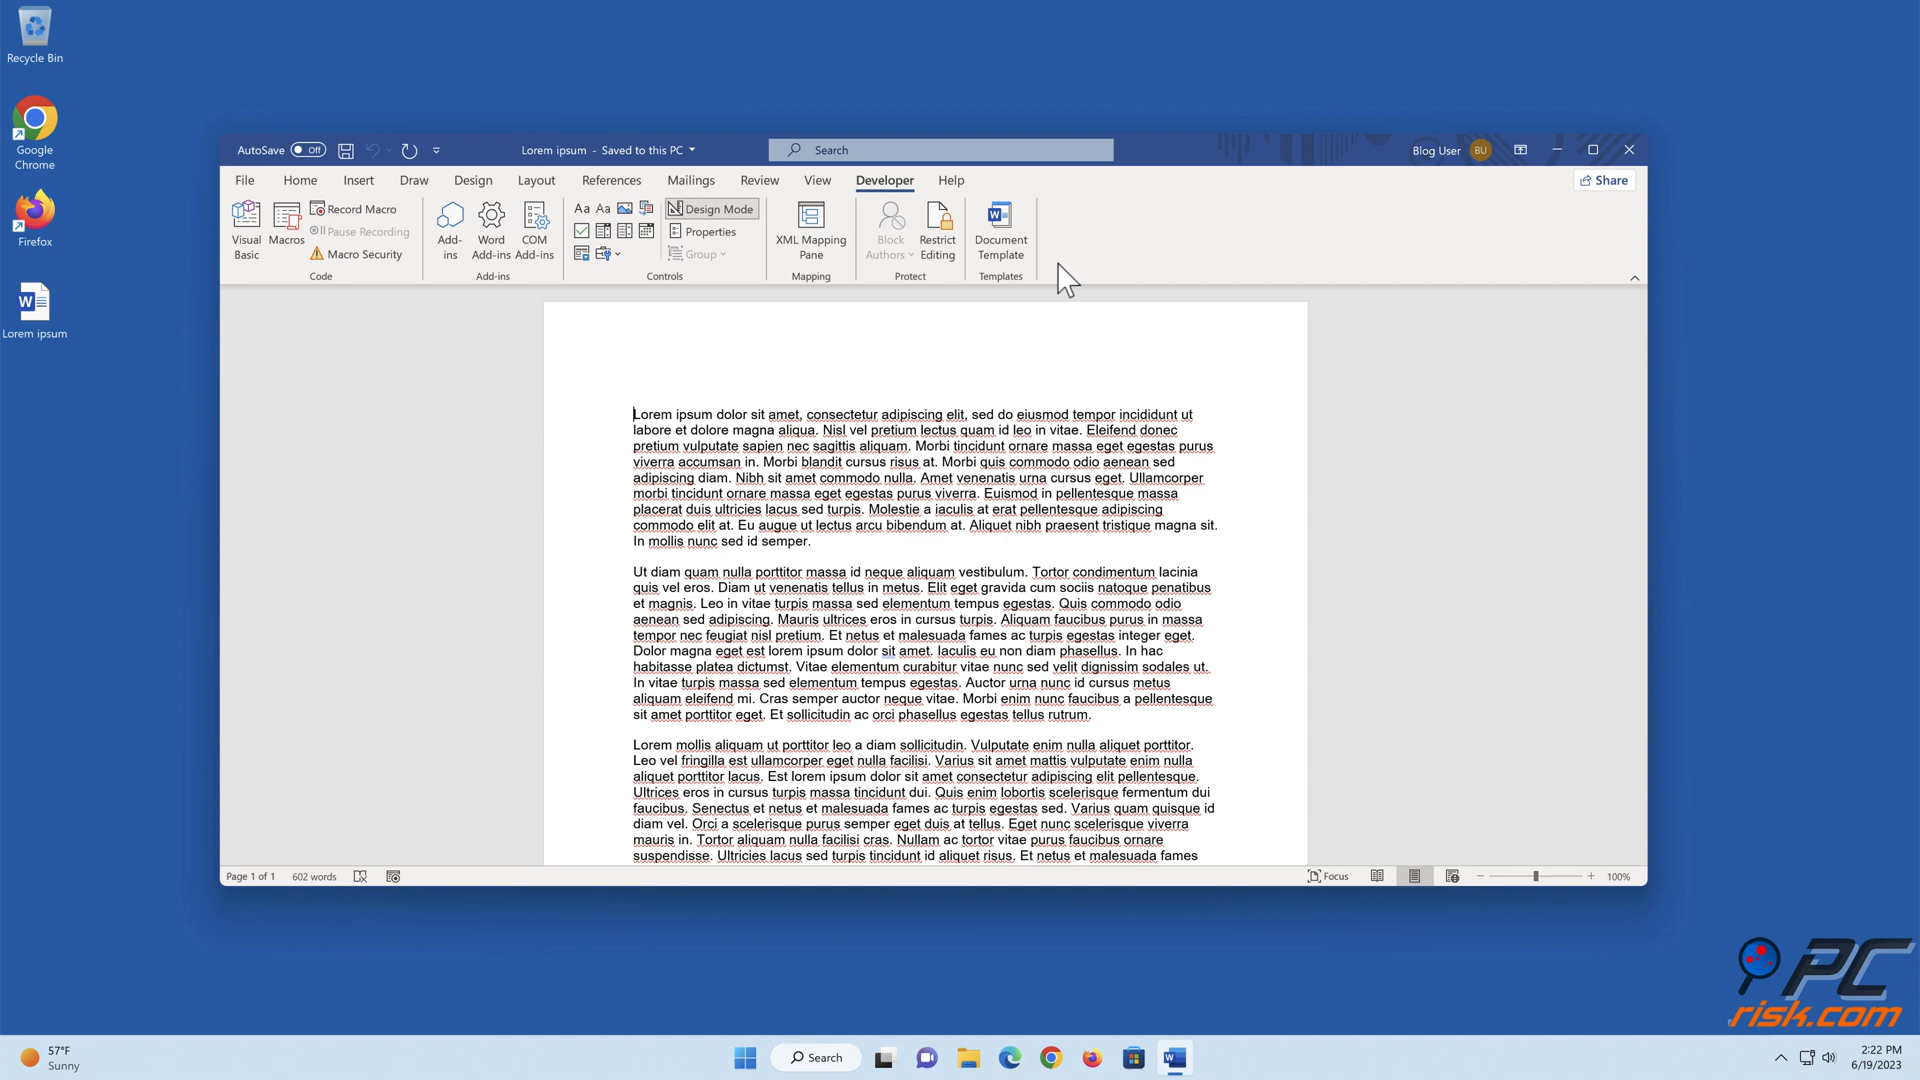 Recycle Bin
Google
Chrome
Firefox
Lorem ipsum
AutoSave Off
Lorem ipsum - Saved to this PC
Search
Blog User BU
File Home Insert Draw Design Layout References Mailings Review View Developer Help
Share
Visual
Basic
Macros
Record Macro
Pause Recording
Macro Security
Code
Add-
ins
Word
Add-ins
COM
Add-ins
Add-ins
Aa Aa
Design Mode
Properties
Group
Controls
XML Mapping
Pane
Mapping
Block
Authors
Restrict
Editing
Protect
Document
Template
Templates
Lorem ipsum dolor sit amet, consectetur adipiscing elit, sed do eiusmod tempor incididunt ut
labore et dolore magna aliqua. Nisl vel pretium lectus quam id leo in vitae. Eleifend donec
pretium vulputate sapien nec sagittis aliquam. Morbi tincidunt ornare massa eget egestas purus
viverra accumsan in. Morbi blandit cursus risus at. Morbi quis commodo odio aenean sed
adipiscing diam. Nibh sit amet commodo nulla. Amet venenatis urna cursus eget. Ullamcorper
morbi tincidunt ornare massa eget egestas purus viverra. Euismod in pellentesque massa
placerat duis ultricies lacus sed turpis. Molestie a iaculis at erat pellentesque adipiscing
commodo elit at. Eu augue ut lectus arcu bibendum at. Aliquet nibh praesent tristique magna sit.
In mollis nunc sed id semper.
Ut diam quam nulla porttitor massa id neque aliquam vestibulum. Tortor condimentum lacinia
quis vel eros. Diam ut venenatis tellus in metus. Elit eget gravida cum sociis natoque penatibus
et magnis. Leo in vitae turpis massa sed elementum tempus egestas. Quis commodo odio
aenean sed adipiscing. Mauris ultrices eros in cursus turpis. Aliquam faucibus purus in massa
tempor nec feugiat nisl pretium. Et netus et malesuada fames ac turpis egestas integer eget.
Dolor magna eget est lorem ipsum dolor sit amet. Iaculis eu non diam phasellus. In hac
habitasse platea dictumst. Vitae elementum curabitur vitae nunc sed velit dignissim sodales ut.
In vitae turpis massa sed elementum tempus egestas. Auctor urna nunc id cursus metus
aliquam eleifend mi. Cras semper auctor neque vitae. Morbi enim nunc faucibus a pellentesque
sit amet porttitor eget. Et sollicitudin ac orci phasellus egestas tellus rutrum.
Lorem mollis aliquam ut porttitor leo a diam sollicitudin. Vulputate enim nulla aliquet porttitor.
Leo vel fringilla est ullamcorper eget nulla facilisi. Varius sit amet mattis vulputate enim nulla
aliquet porttitor lacus. Est lorem ipsum dolor sit amet consectetur adipiscing elit pellentesque.
Ultrices eros in cursus turpis massa tincidunt dui. Quis enim lobortis scelerisque fermentum dui
faucibus. Senectus et netus et malesuada fames ac turpis egestas sed. Varius quam quisque id
diam vel. Orci a scelerisque purus semper eget duis at tellus. Eget nunc scelerisque viverra
mauris in. Tortor aliquam nulla facilisi cras. Nullam ac tortor vitae purus faucibus ornare
suspendisse. Ultricies lacus sed turpis tincidunt id aliquet risus. Et netus et malesuada fames
Page 1 of 1
602 words
Focus
100%
PC
risk.com
57°F
Sunny
Search
2:22 PM
6/19/2023